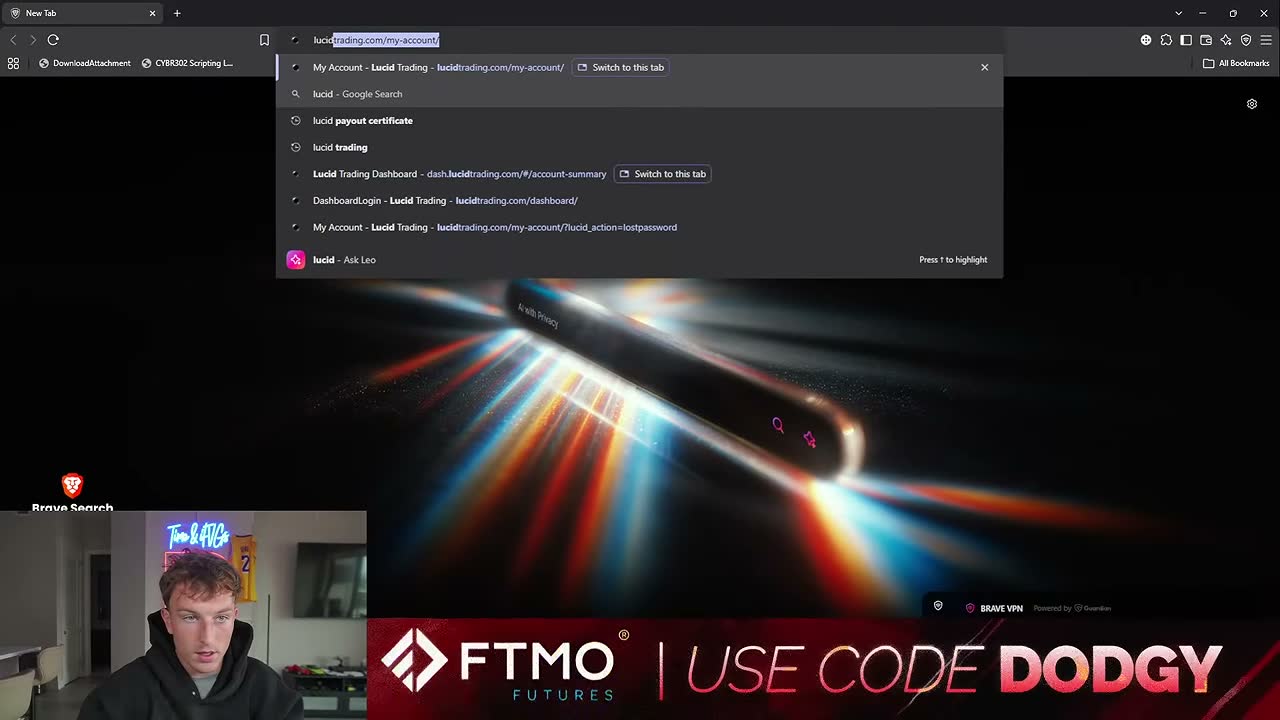 New Tab
lucidtrading.com/my-account/
DownloadAttachment
CYBR302 Scripting L...
All Bookmarks
My Account - Lucid Trading - lucidtrading.com/my-account/ Switch to this tab
lucid - Google Search
lucid payout certificate
lucid trading
Lucid Trading Dashboard - dash.lucidtrading.com/#/account-summary Switch to this tab
DashboardLogin - Lucid Trading - lucidtrading.com/dashboard/
My Account - Lucid Trading - lucidtrading.com/my-account/?lucid_action=lostpassword
lucid - Ask Leo
Press ↑ to highlight
AI with Privacy
Brave Search
BRAVE VPN Powered by Guardian
FTMO®
FUTURES
USE CODE DODGY